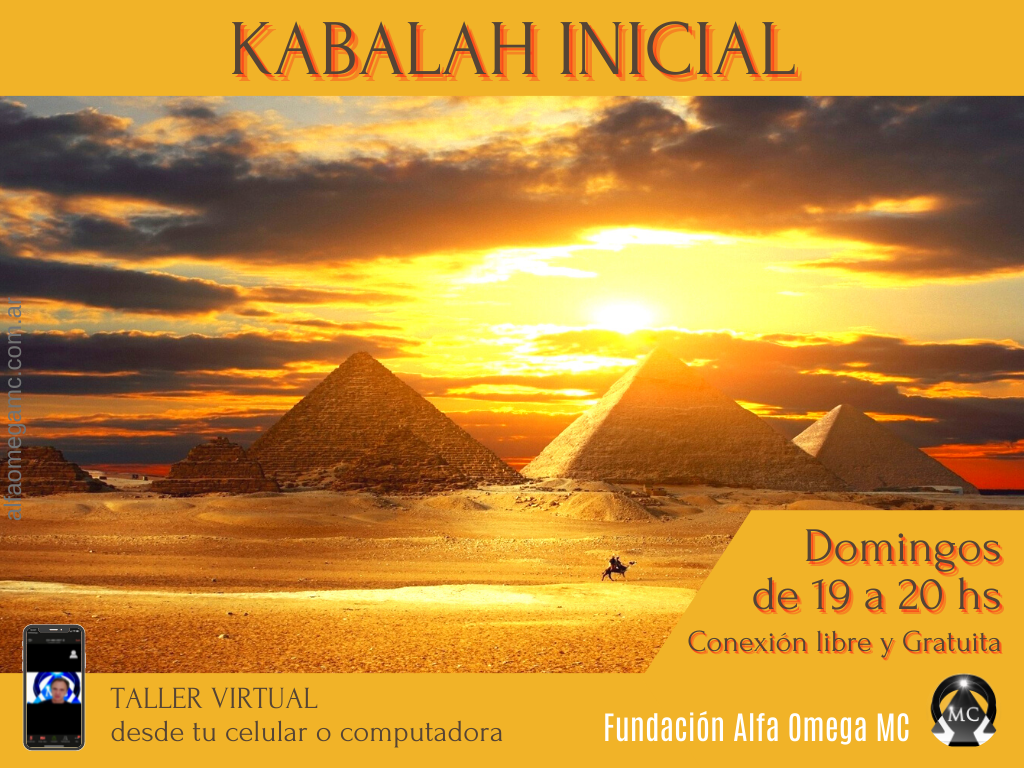 KABALAH INICIAL
alfaomegamc.com.ar
Domingos
de 19 a 20 hs
Conexión libre y Gratuita
TALLER VIRTUAL
desde tu celular o computadora
Fundación Alfa Omega MC
MC